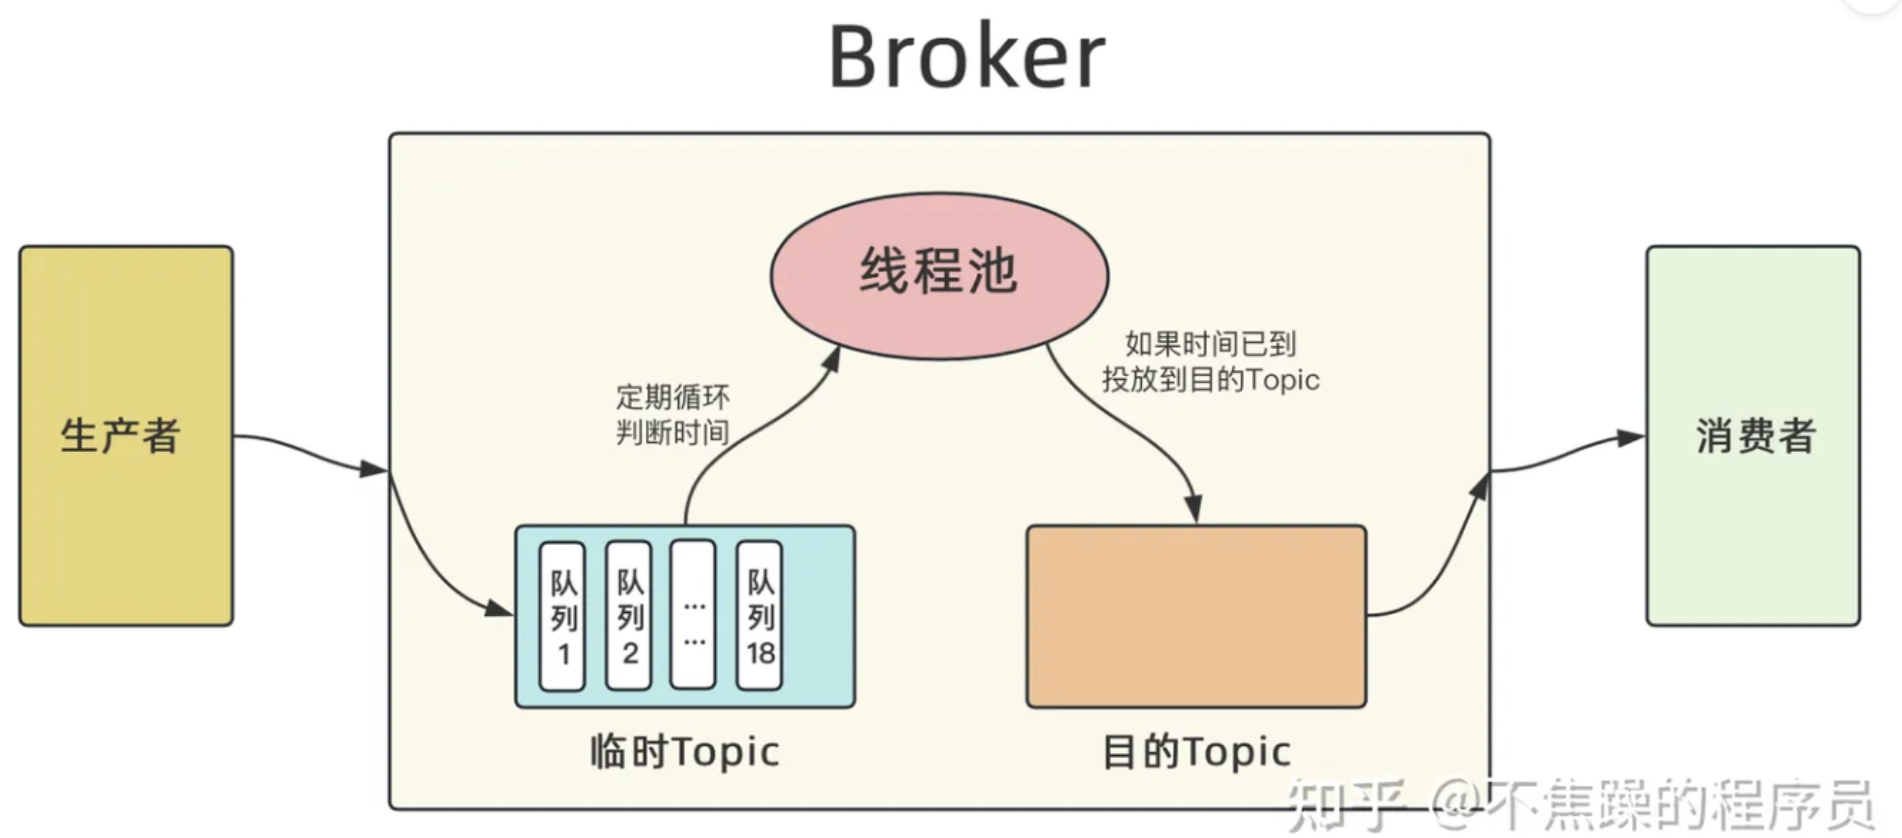 Broker
线程池
如果时间已到
投放到目的Topic
定期循环
判断时间
生产者
消费者
队列1
队列2
... ...
队列18
临时Topic
目的Topic
知乎 @不焦躁的程序员